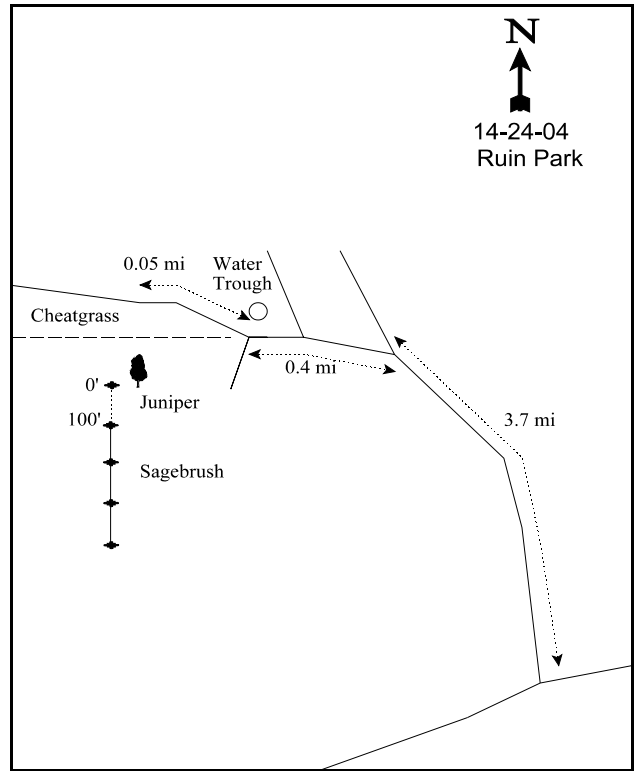 N
14-24-04
Ruin Park
0.05 mi
Water
Trough
Cheatgrass
0.4 mi
0'
Juniper
100'
3.7 mi
Sagebrush